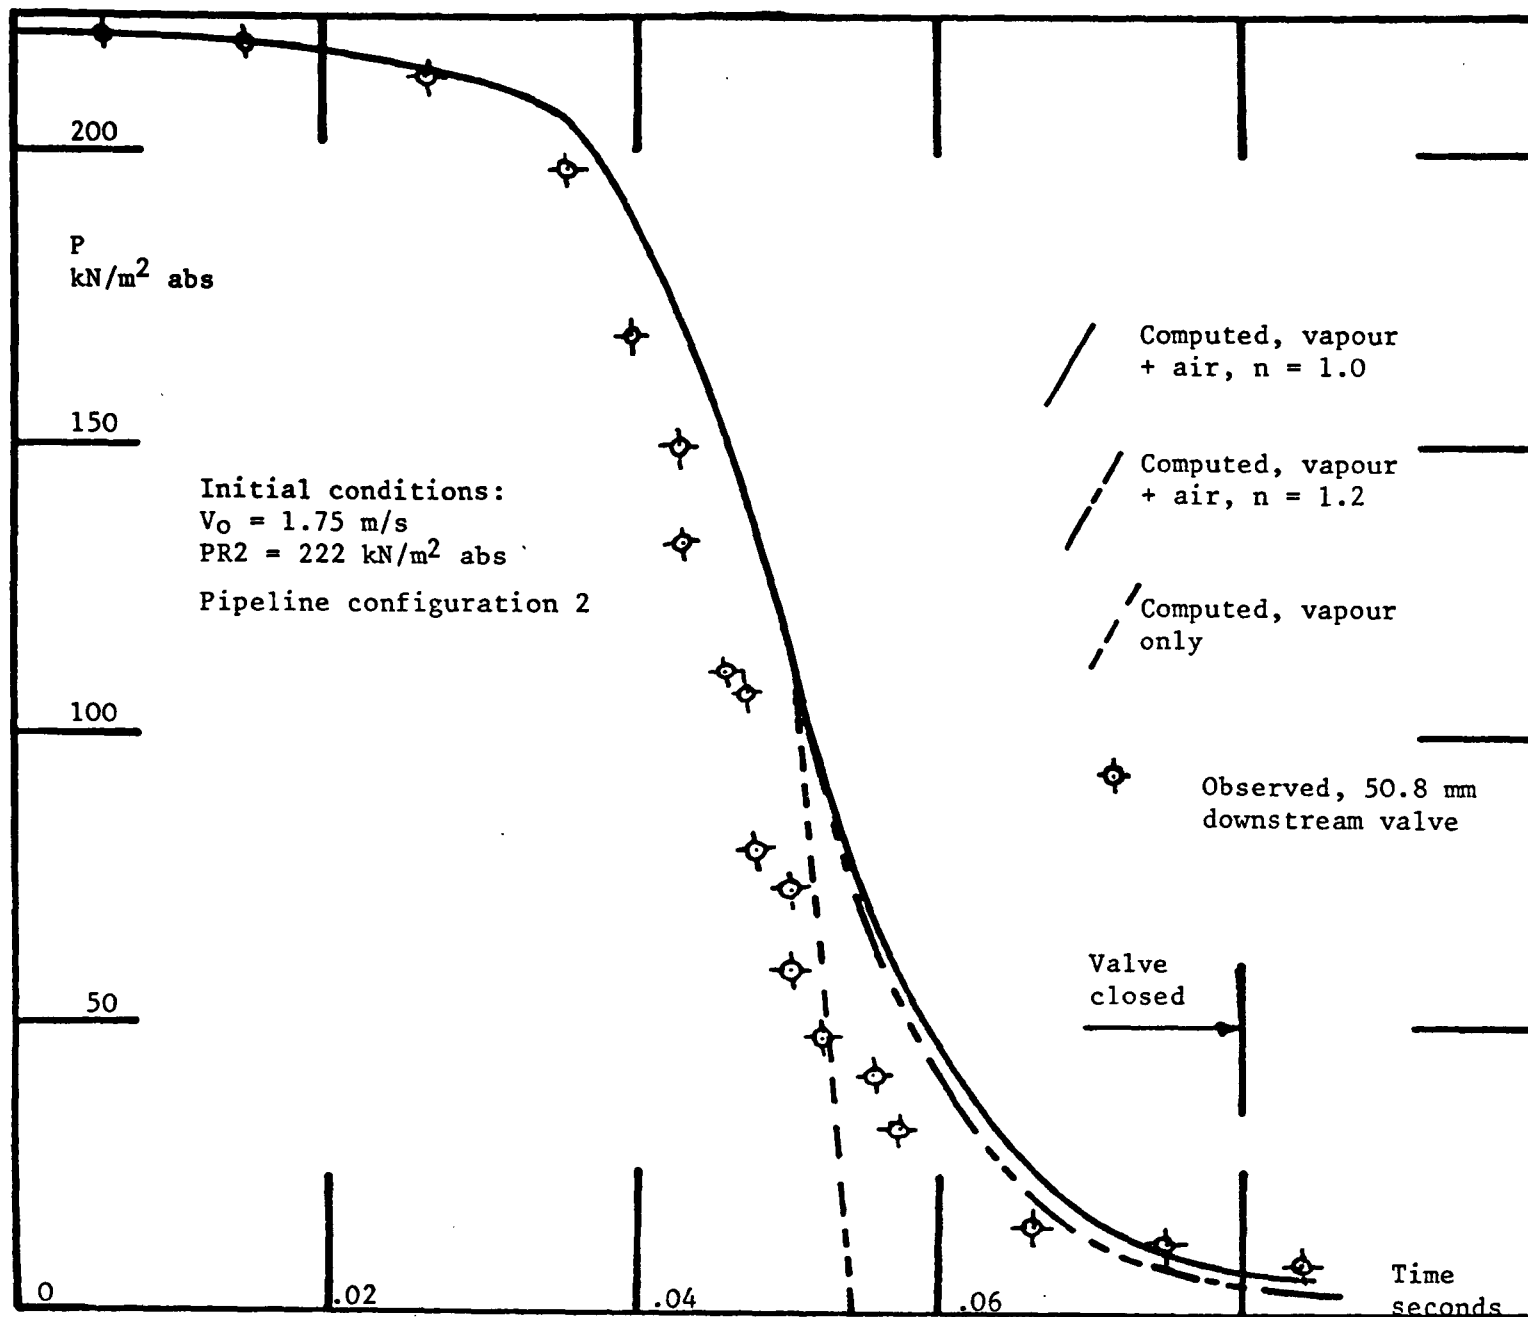 200
P
kN/m² abs
150
Initial conditions:
Vo = 1.75 m/s
PR2 = 222 kN/m² abs
Pipeline configuration 2
100
50
0
.02
.04
.06
Time
seconds
Computed, vapour
+ air, n = 1.0
Computed, vapour
+ air, n = 1.2
Computed, vapour
only
Observed, 50.8 mm
downstream valve
Valve
closed